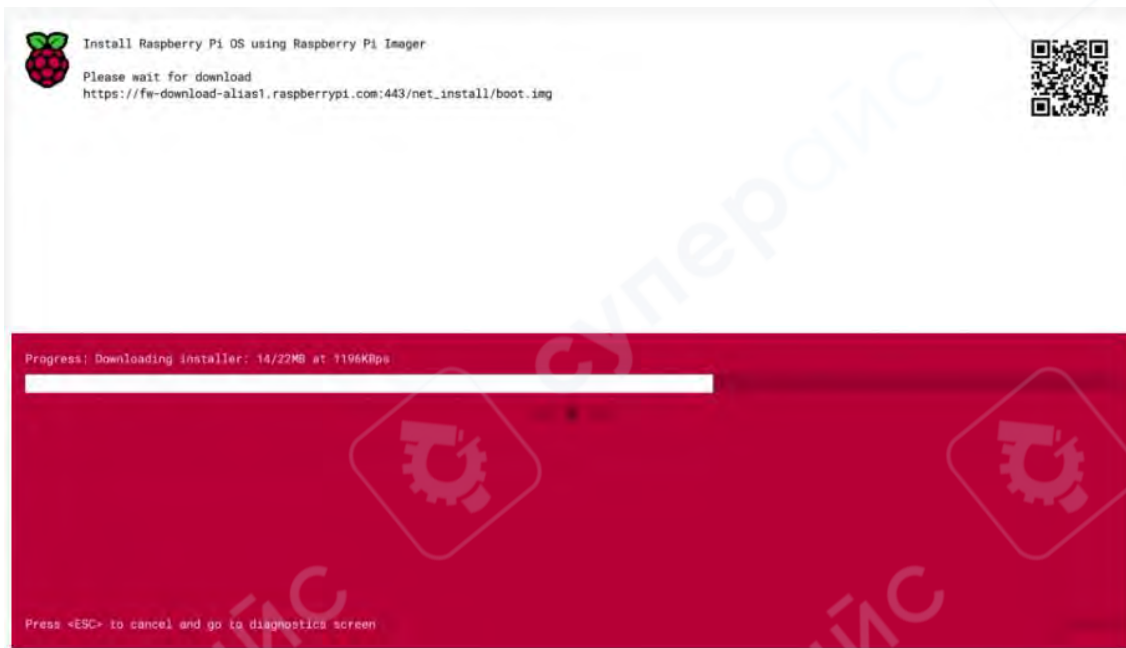 Install Raspberry Pi OS using Raspberry Pi Imager
Please wait for download
https://fw-download-alias1.raspberrypi.com:443/net_install/boot.img
суперайс
Progress: Downloading installer: 14/22MB at 1196KBps
Press <ESC> to cancel and go to diagnostics screen